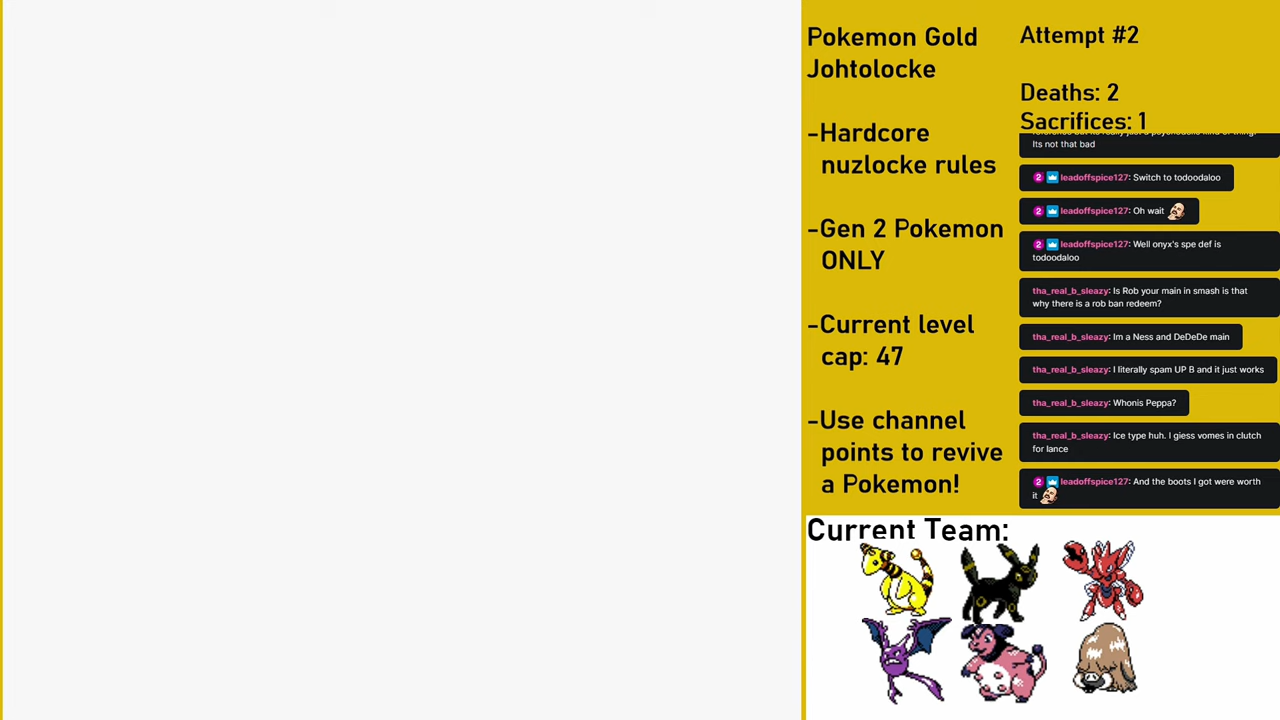 Pokemon Gold
Johtolocke
-Hardcore
nuzlocke rules
-Gen 2 Pokemon
ONLY
-Current level
cap: 47
-Use channel
points to revive
a Pokemon!
Attempt #2
Deaths: 2
Sacrifices: 1
Its not that bad
2 leadoffspice127: Switch to todoodaloo
2 leadoffspice127: Oh wait
2 leadoffspice127: Well onyx's spe def is
todoodaloo
tha_real_b_sleazy: Is Rob your main in smash is that
why there is a rob ban redeem?
tha_real_b_sleazy: Im a Ness and DeDeDe main
tha_real_b_sleazy: I literally spam UP B and it just works
tha_real_b_sleazy: Whonis Peppa?
tha_real_b_sleazy: Ice type huh. I giess vomes in clutch
for lance
2 leadoffspice127: And the boots I got were worth
it
Current Team: